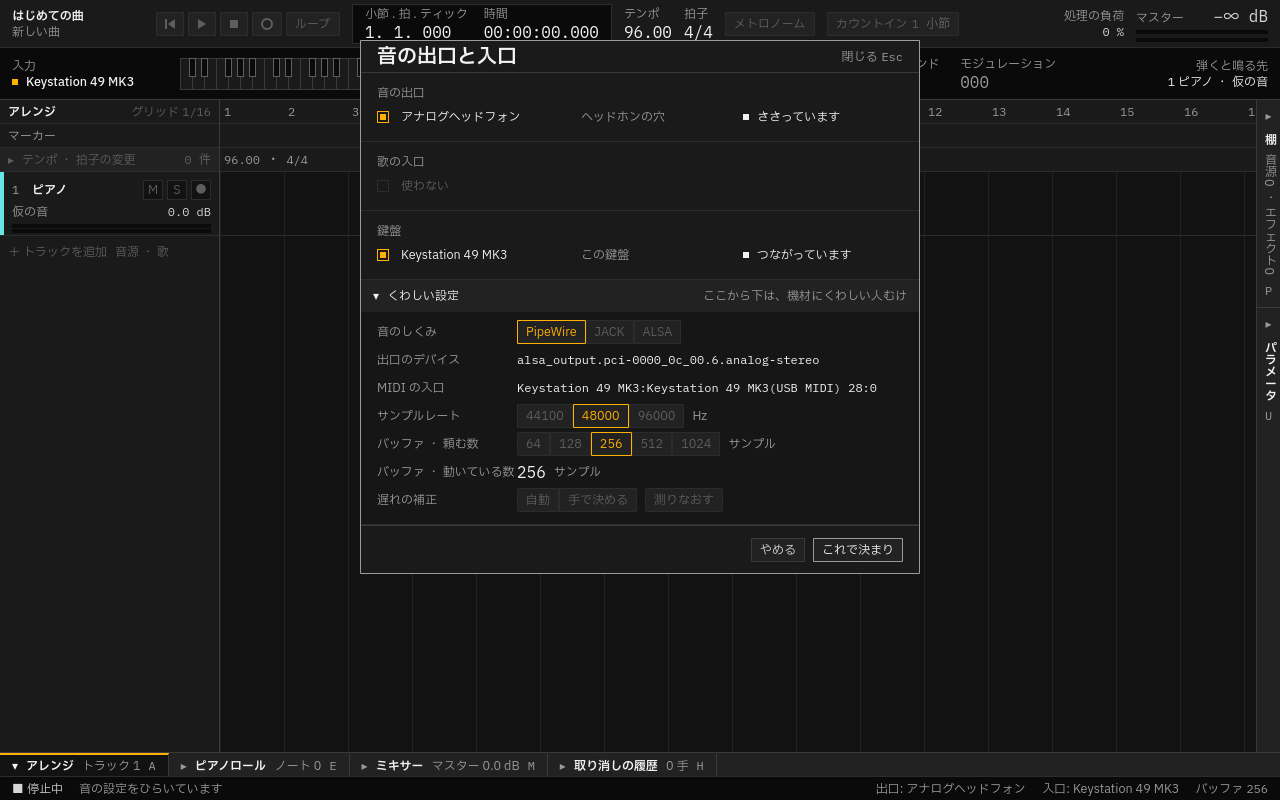 はじめての曲
新しい曲
ループ
小節 . 拍 . ティック
1. 1. 000
時間
00:00:00.000
テンポ
96.00
拍子
4/4
メトロノーム
カウントイン 1 小節
処理の負荷
0 %
マスター
-∞ dB
入力
Keystation 49 MK3
ンド
モジュレーション
000
弾くと鳴る先
1 ピアノ ・ 仮の音
アレンジ
グリッド 1/16
1 2 3 12 13 14 15 16 1
マーカー
▸ テンポ ・ 拍子の変更 0 件
96.00 ・ 4/4
1 ピアノ M S
仮の音 0.0 dB
＋ トラックを追加 音源 ・ 歌
音の出口と入口
閉じる Esc
音の出口
アナログヘッドフォン ヘッドホンの穴 ささっています
歌の入口
使わない
鍵盤
Keystation 49 MK3 この鍵盤 つながっています
▾ くわしい設定 ここから下は、機材にくわしい人むけ
音のしくみ PipeWire JACK ALSA
出口のデバイス alsa_output.pci-0000_0c_00.6.analog-stereo
MIDI の入口 Keystation 49 MK3:Keystation 49 MK3(USB MIDI) 28:0
サンプルレート 44100 48000 96000 Hz
バッファ ・ 頼む数 64 128 256 512 1024 サンプル
バッファ ・ 動いている数 256 サンプル
遅れの補正 自動 手で決める 測りなおす
やめる これで決まり
▸ 棚 音源 0 ・ エフェクト 0 P
▸ パラメータ U
▾ アレンジ トラック 1 A
▸ ピアノロール ノート 0 E
▸ ミキサー マスター 0.0 dB M
▸ 取り消しの履歴 0 手 H
停止中 音の設定をひらいています
出口: アナログヘッドフォン 入口: Keystation 49 MK3 バッファ 256